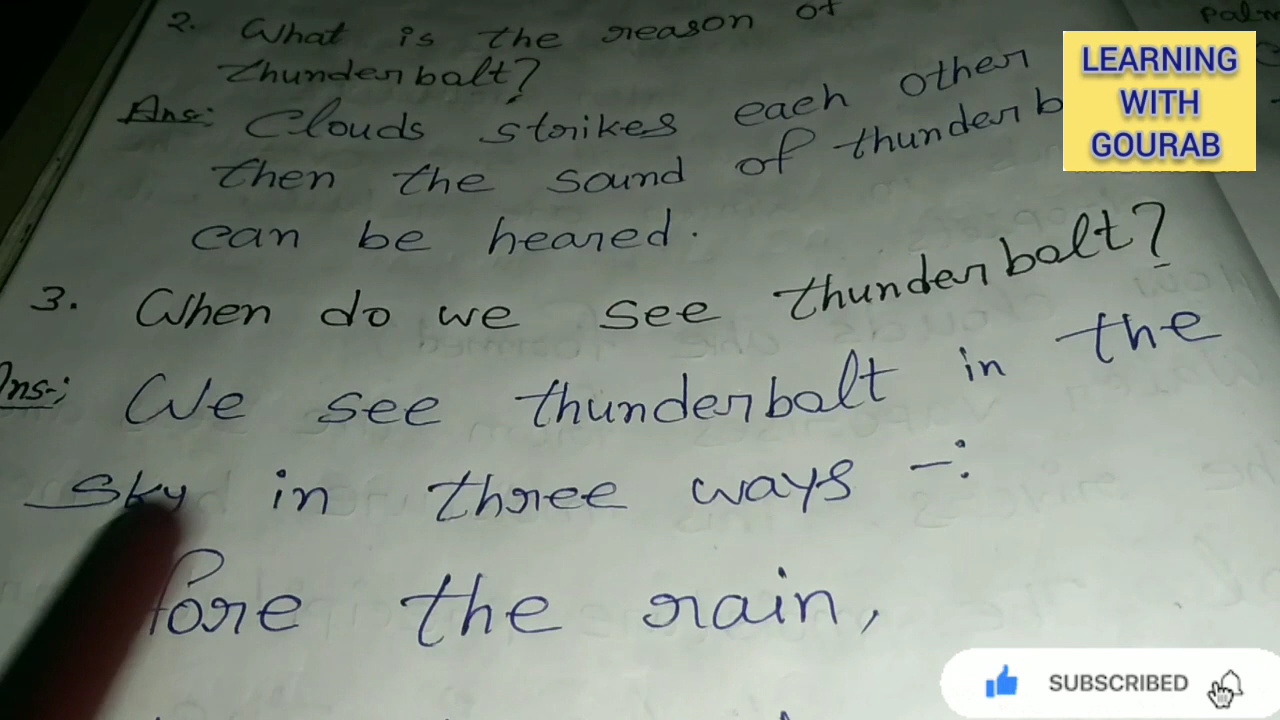 2. What is the reason of
thunderbolt?
Ans: Clouds strikes each other
then the sound of thunderb
can be heared.
3. When do we see thunderbolt?
Ans-: We see thunderbolt in the
sky in three ways -:
fore the rain,
LEARNING
WITH
GOURAB
SUBSCRIBED
palm